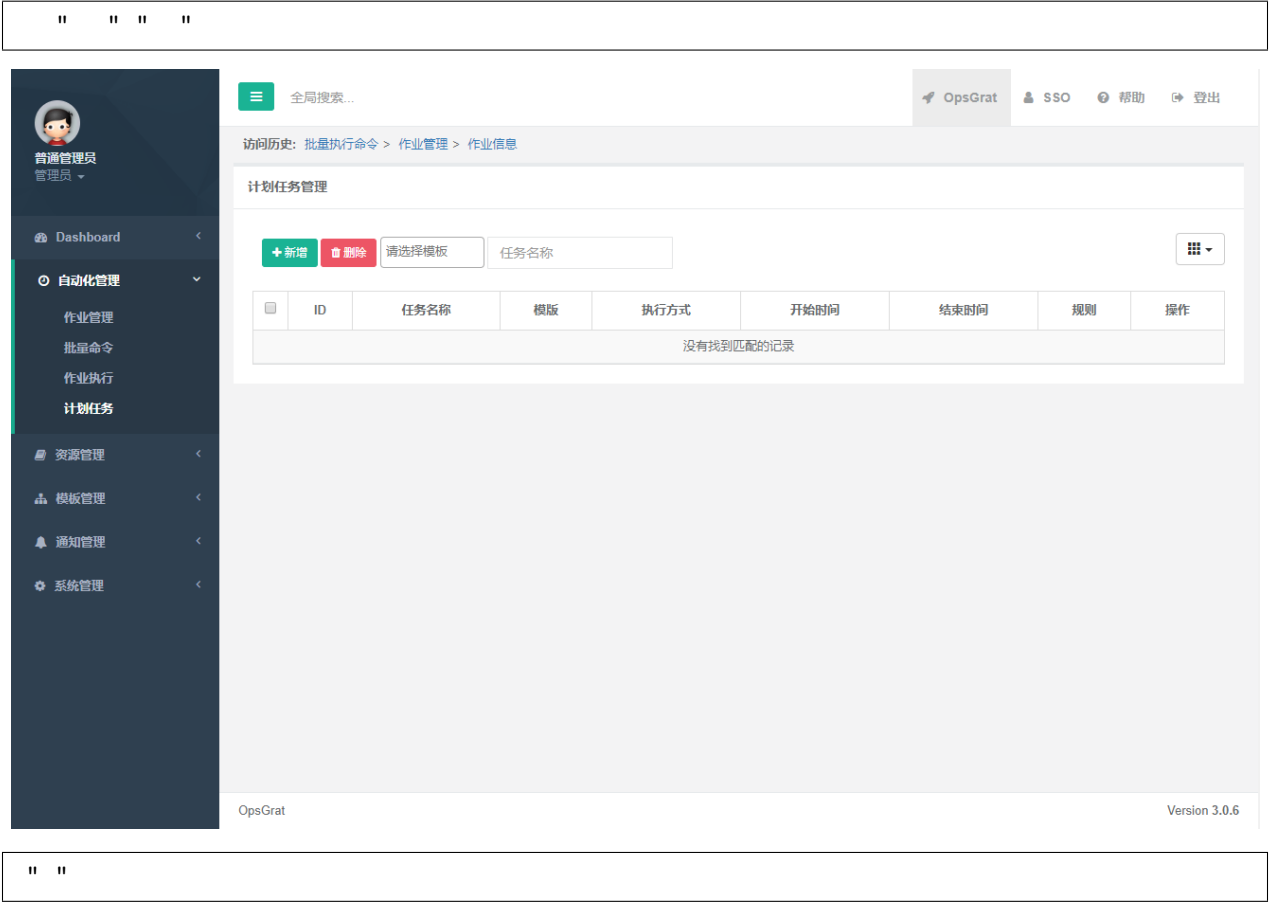 " " " "
全局搜索...
OpsGrat SSO 帮助 登出
普通管理员
管理员
访问历史: 批量执行命令 > 作业管理 > 作业信息
计划任务管理
Dashboard
自动化管理
作业管理
批量命令
作业执行
计划任务
资源管理
模板管理
通知管理
系统管理
新增 删除 请选择模板 任务名称
ID 任务名称 模版 执行方式 开始时间 结束时间 规则 操作
没有找到匹配的记录
OpsGrat Version 3.0.6
" "